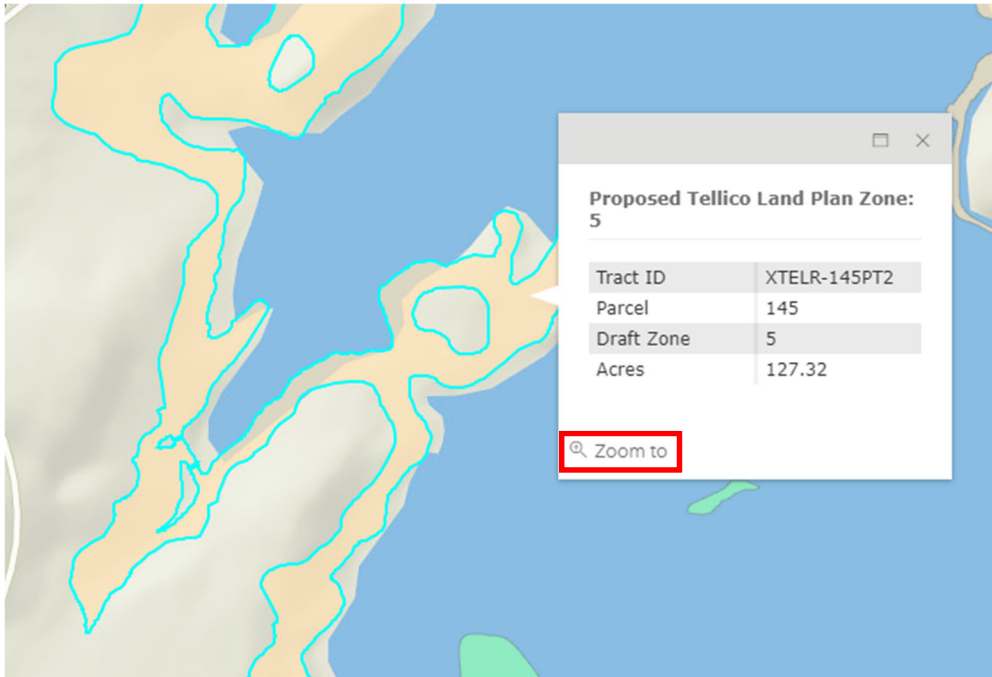 Proposed Tellico Land Plan Zone:
5
Tract ID XTELR-145PT2
Parcel 145
Draft Zone 5
Acres 127.32
Zoom to